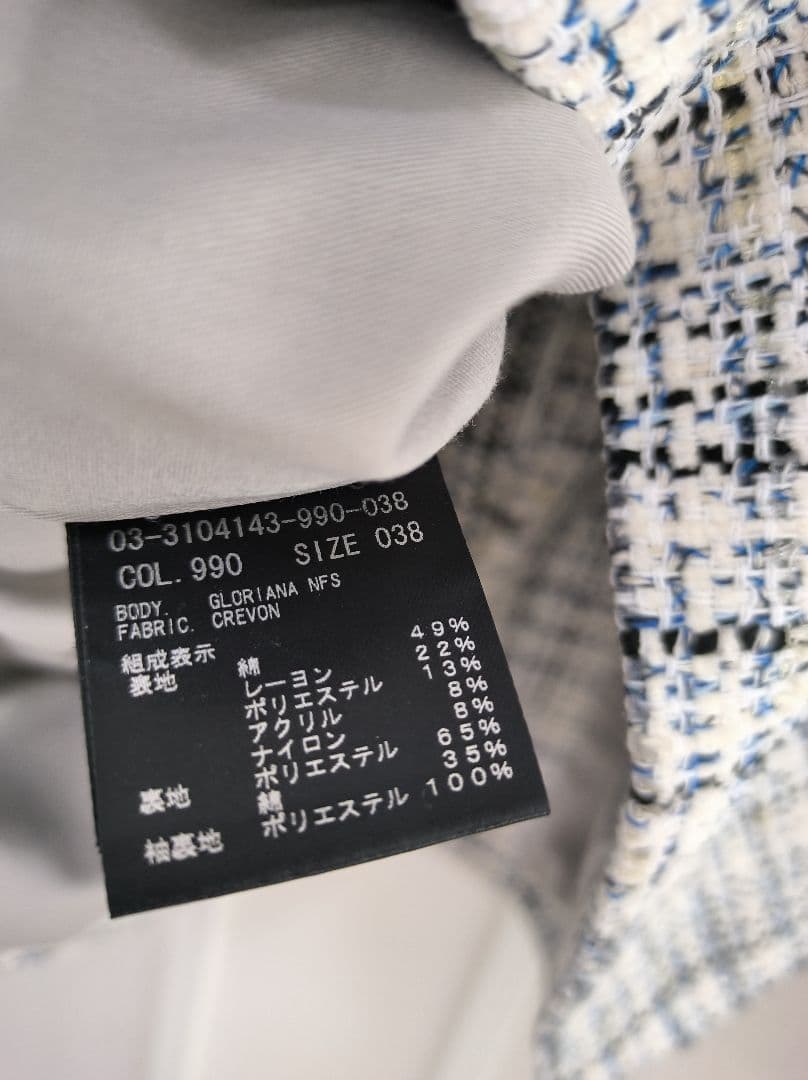 03-3104143-990-038
COL. 990 SIZE 038
BODY. GLORIANA NFS
FABRIC. CREVON
組成表示
表地 綿 49%
レーヨン 22%
ポリエステル 13%
アクリル 8%
ナイロン 8%
裏地 ポリエステル 65%
綿 35%
袖裏地 ポリエステル 100%